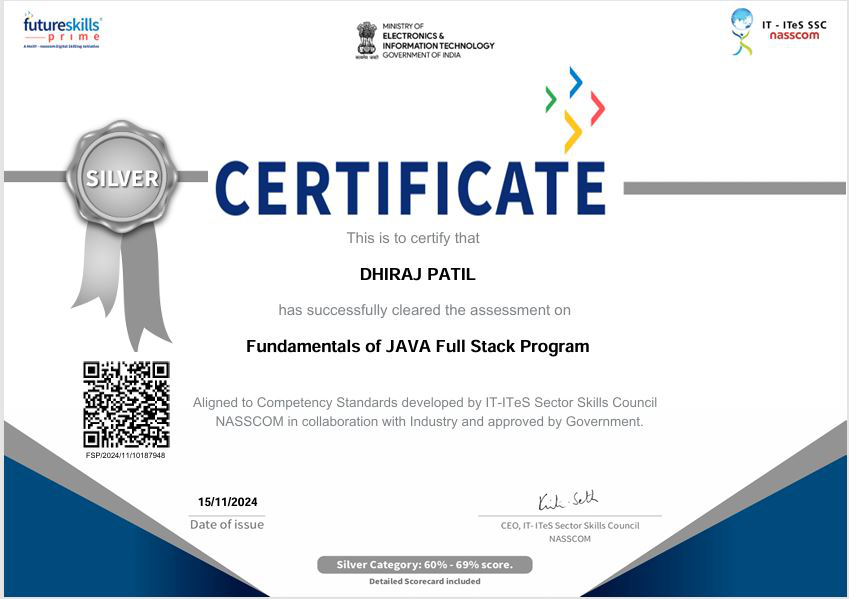 futureskills
prime
A MeitY - nasscom Digital Skilling Initiative
MINISTRY OF
ELECTRONICS &
INFORMATION TECHNOLOGY
GOVERNMENT OF INDIA
सत्यमेव जयते
IT - ITeS SSC
nasscom
SILVER
CERTIFICATE
This is to certify that
DHIRAJ PATIL
has successfully cleared the assessment on
Fundamentals of JAVA Full Stack Program
Aligned to Competency Standards developed by IT-ITeS Sector Skills Council
NASSCOM in collaboration with Industry and approved by Government.
FSP/2024/11/10187948
15/11/2024
Date of issue
CEO, IT- ITeS Sector Skills Council
NASSCOM
Silver Category: 60% - 69% score.
Detailed Scorecard included